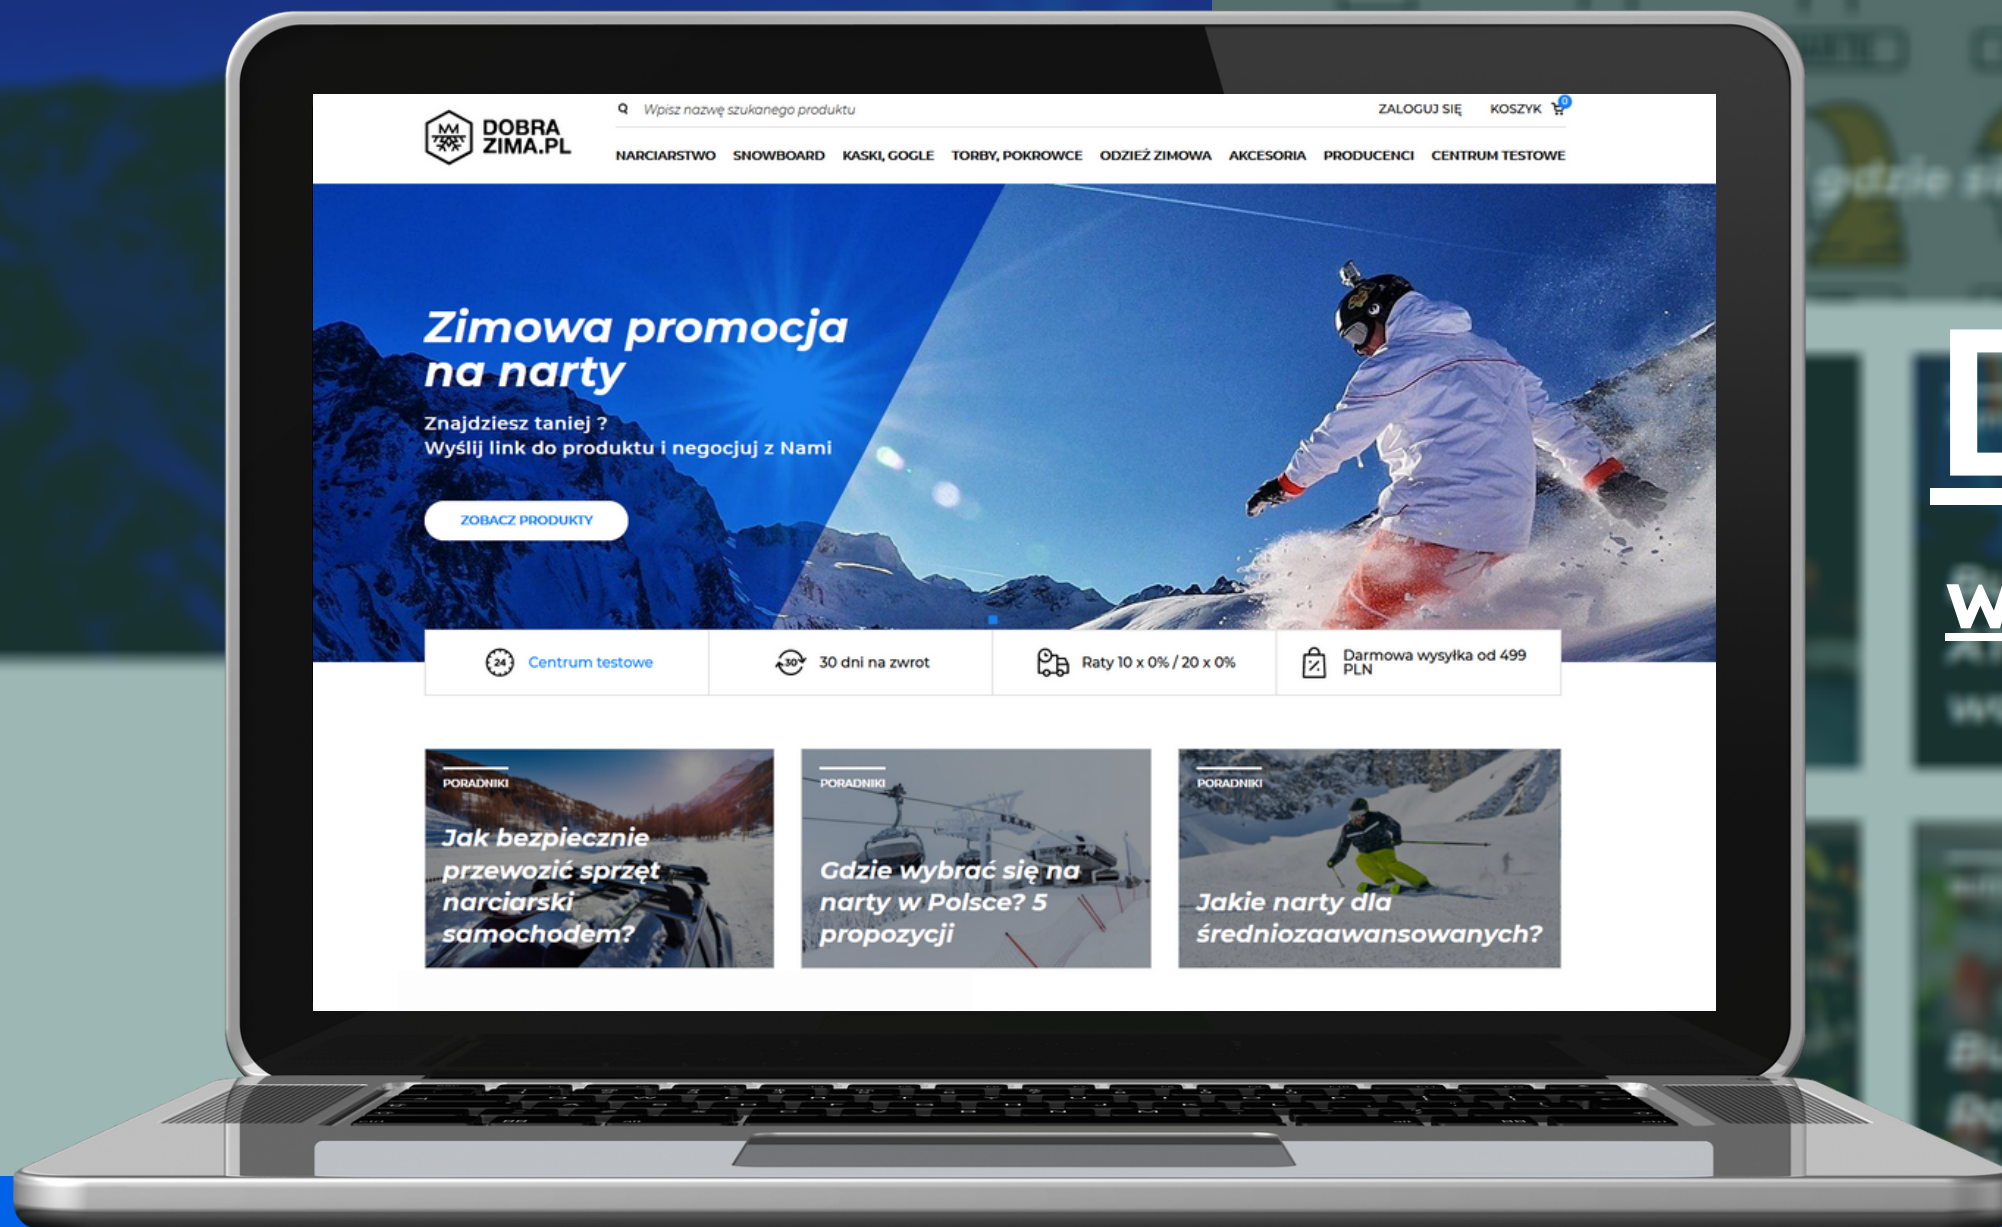 DOBRA
ZIMA.PL
Wpisz nazwę szukanego produktu
ZALOGUJ SIĘ
KOSZYK
0
NARCIARSTWO
SNOWBOARD
KASKI, GOGLE
TORBY, POKROWCE
ODZIEŻ ZIMOWA
AKCESORIA
PRODUCENCI
CENTRUM TESTOWE
Zimowa promocja
na narty
Znajdziesz taniej ?
Wyślij link do produktu i negocjuj z Nami
ZOBACZ PRODUKTY
24
Centrum testowe
30
30 dni na zwrot
Raty 10 x 0% / 20 x 0%
Darmowa wysyłka od 499
PLN
PORADNIKI
Jak bezpiecznie
przewozić sprzęt
narciarski
samochodem?
PORADNIKI
Gdzie wybrać się na
narty w Polsce? 5
propozycji
PORADNIKI
Jakie narty dla
średniozaawansowanych?
gdzie